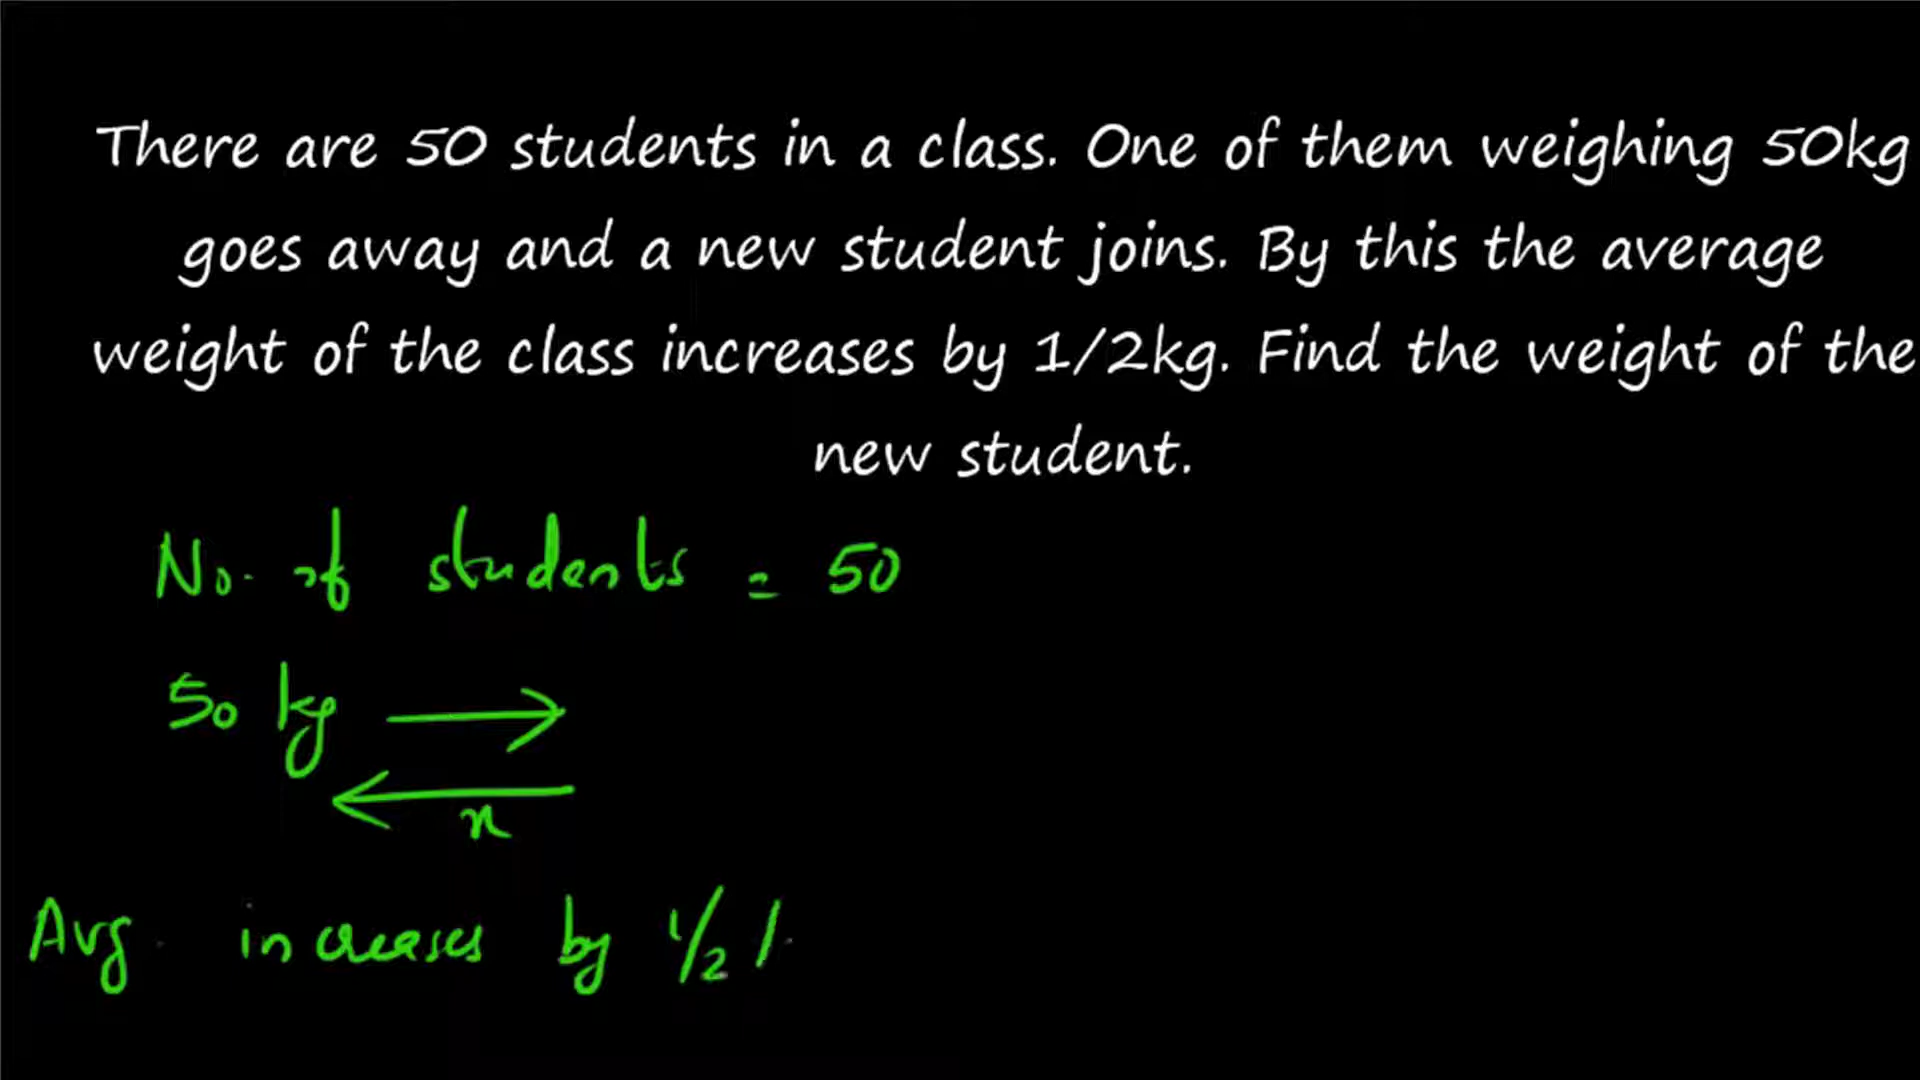 There are 50 students in a class. One of them weighing 50kg
goes away and a new student joins. By this the average
weight of the class increases by 1/2kg. Find the weight of the
new student.
No. of students = 50
50 kg
x
Avg increases by 1/2